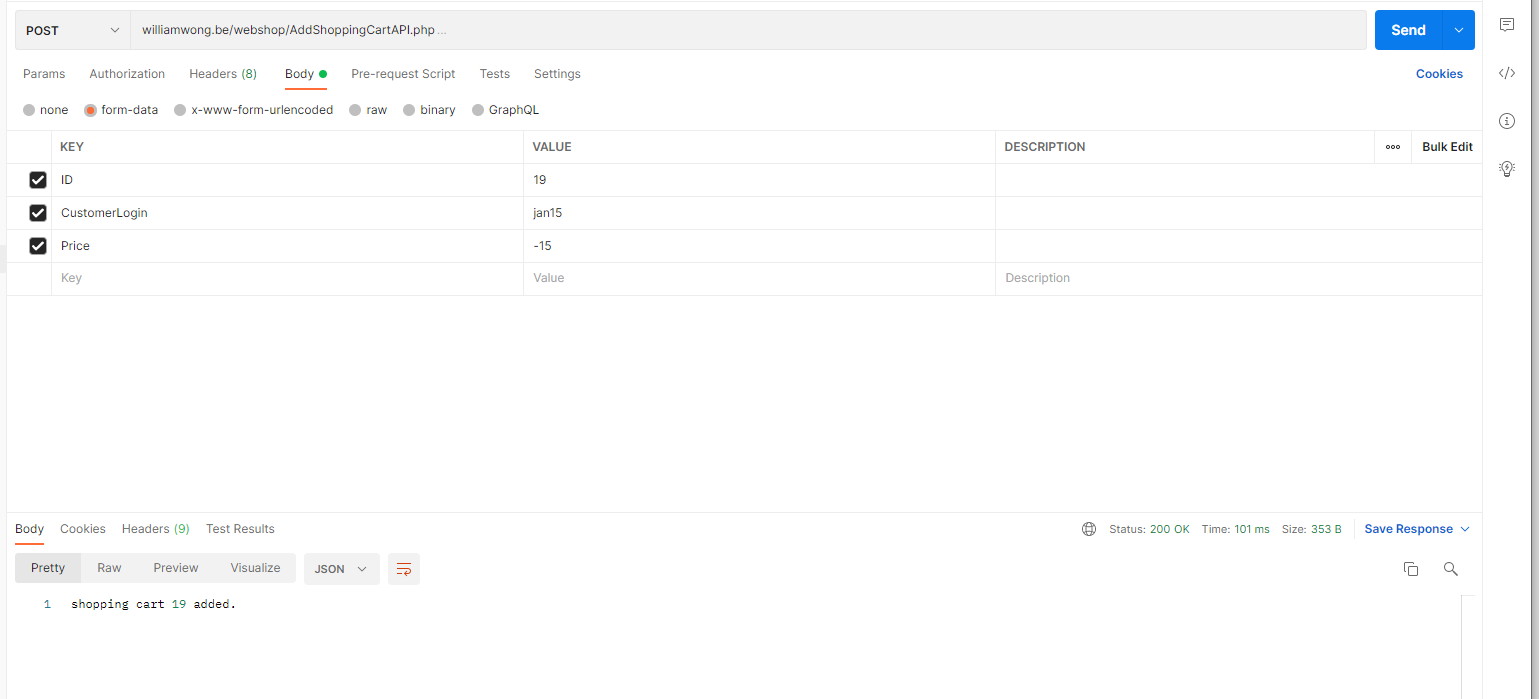 POST williamwong.be/webshop/AddShoppingCartAPI.php ... Send
Params Authorization Headers (8) Body Pre-request Script Tests Settings Cookies
none form-data x-www-form-urlencoded raw binary GraphQL
KEY VALUE DESCRIPTION Bulk Edit
ID 19
CustomerLogin jan15
Price -15
Key Value Description
Body Cookies Headers (9) Test Results Status: 200 OK Time: 101 ms Size: 353 B Save Response
Pretty Raw Preview Visualize JSON
1 shopping cart 19 added.